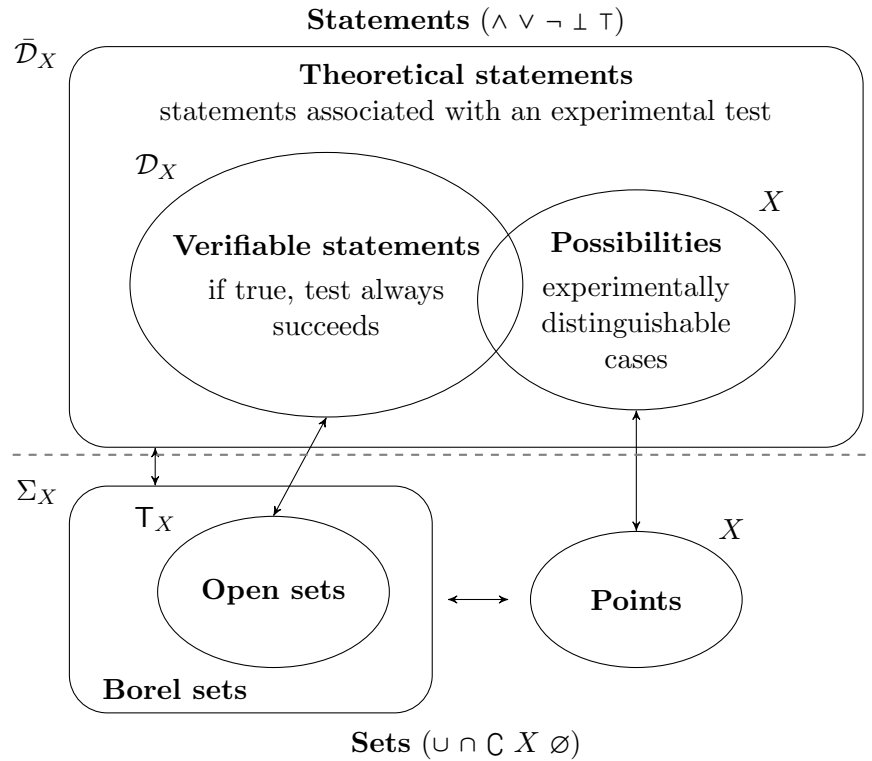 Statements (∧ ∨ ¬ ⊥ ⊤)
𝒟̄_X
Theoretical statements
statements associated with an experimental test
𝒟_X
X
Verifiable statements
if true, test always
succeeds
Possibilities
experimentally
distinguishable
cases
Σ_X
T_X
X
Open sets
Points
Borel sets
Sets (∪ ∩ ∁ X ∅)